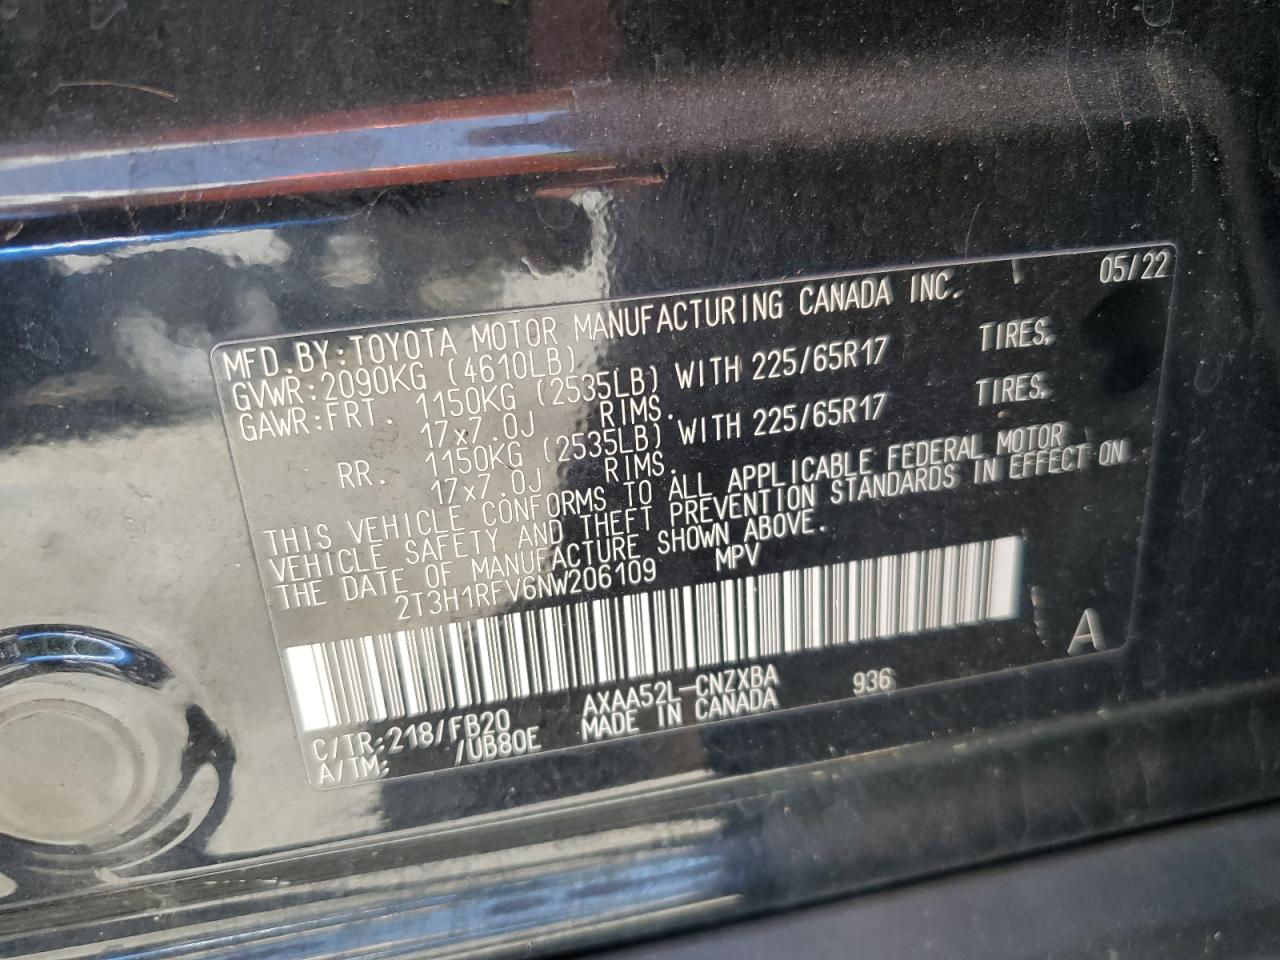 05/22
MFD.BY:TOYOTA MOTOR MANUFACTURING CANADA INC.
GVWR:2090KG (4610LB)
GAWR:FRT. 1150KG (2535LB) WITH 225/65R17 TIRES,
17x7.0J RIMS.
RR. 1150KG (2535LB) WITH 225/65R17 TIRES,
17x7.0J RIMS.
THIS VEHICLE CONFORMS TO ALL APPLICABLE FEDERAL MOTOR
VEHICLE SAFETY AND THEFT PREVENTION STANDARDS IN EFFECT ON
THE DATE OF MANUFACTURE SHOWN ABOVE.
2T3H1RFV6NW206109 MPV
A
C/TR:218/FB20 AXAA52L-CNZXBA 936
A/TM: /UB80E MADE IN CANADA